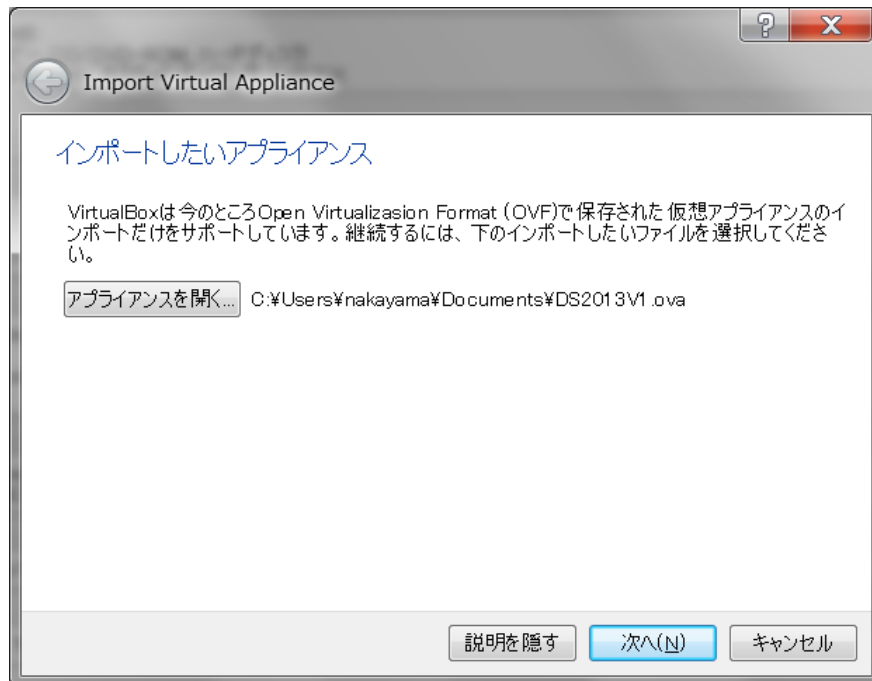 Import Virtual Appliance
インポートしたいアプライアンス
VirtualBoxは今のところOpen Virtualizasion Format (OVF)で保存された仮想アプライアンスのイ
ンポートだけをサポートしています。継続するには、下のインポートしたいファイルを選択してくださ
い。
アプライアンスを開く... C:¥Users¥nakayama¥Documents¥DS2013V1.ova
説明を隠す 次へ(N) キャンセル